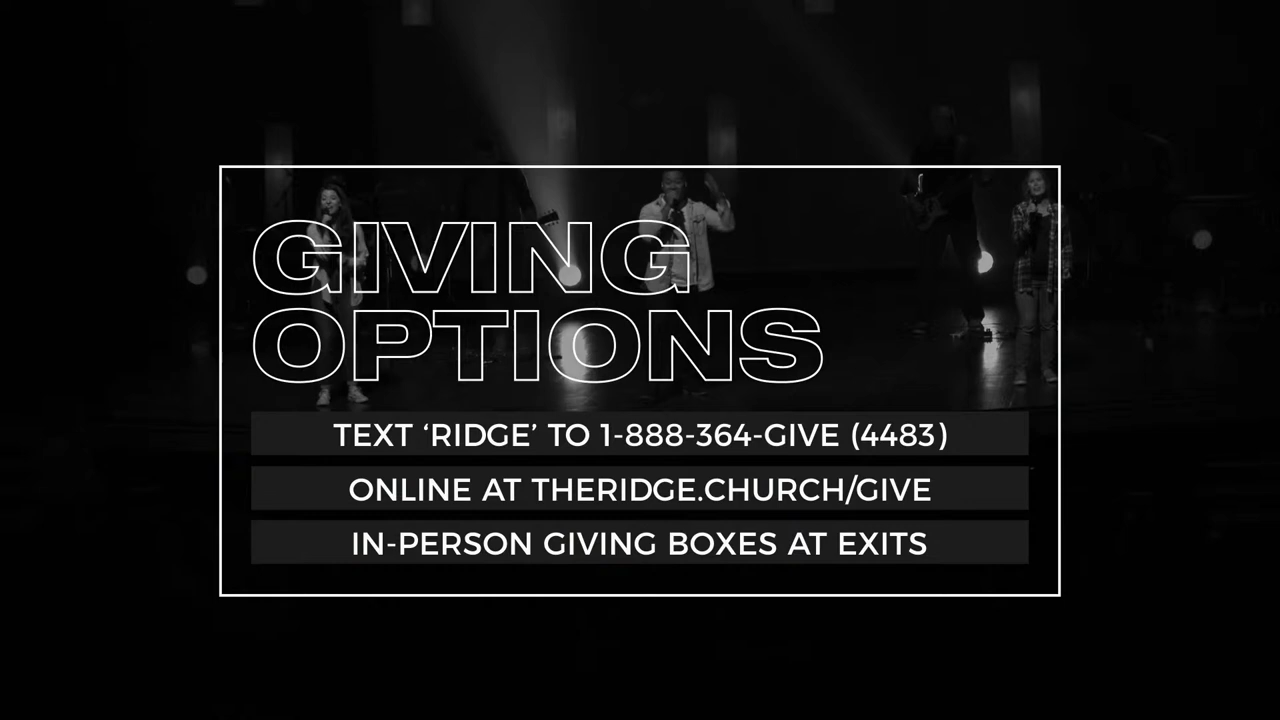 GIVING
OPTIONS
TEXT ‘RIDGE’ TO 1-888-364-GIVE (4483)
ONLINE AT THERIDGE.CHURCH/GIVE
IN-PERSON GIVING BOXES AT EXITS